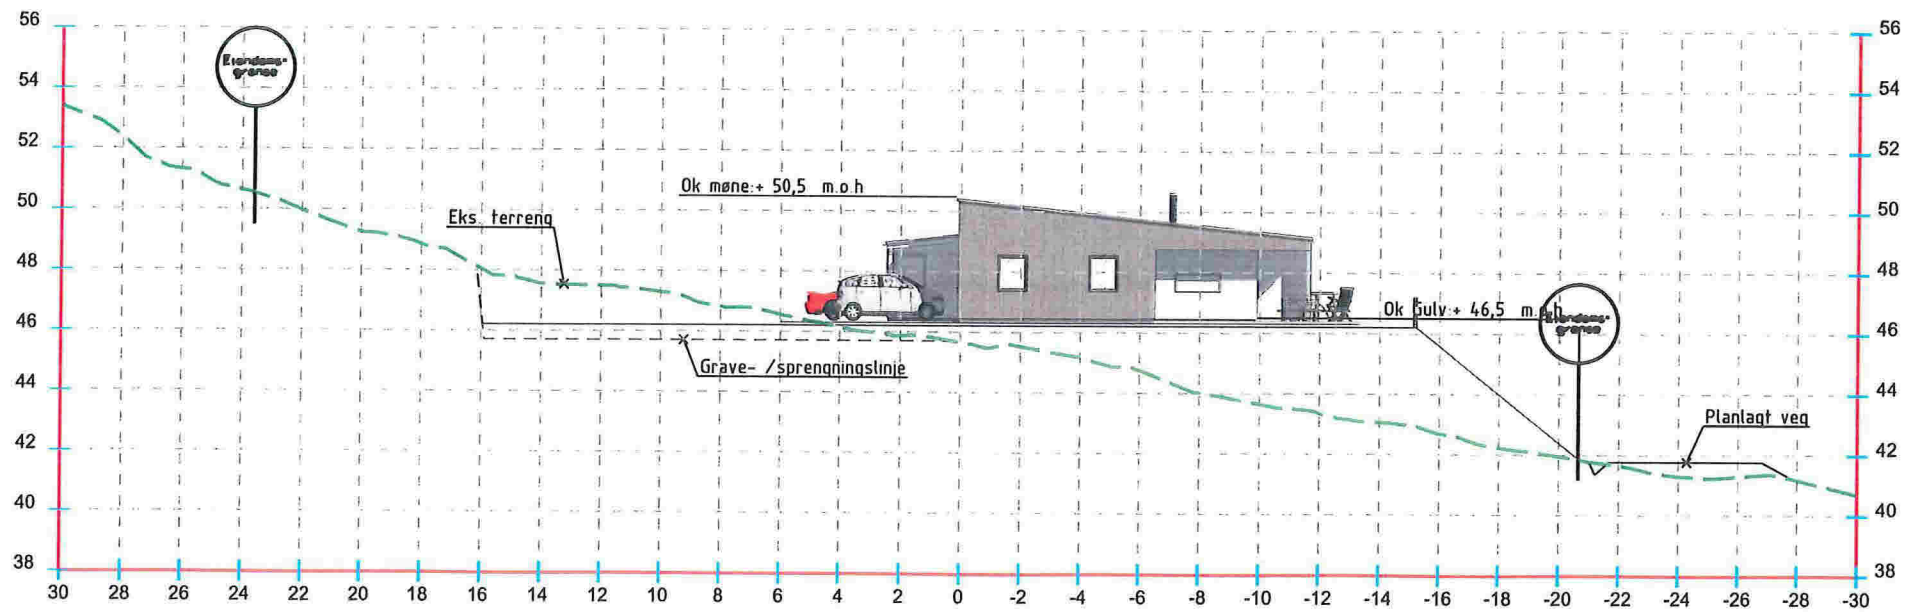 56
54
52
50
48
46
44
42
40
38
Eiendoms-
grense
Eks. terreng
Ok møne:+ 50,5 m.o.h
Grave- /sprengningslinje
Ok Gulv:+ 46,5 m.o.h
Eiendoms-
grense
Planlagt veg
56
54
52
50
48
46
44
42
40
38
30 28 26 24 22 20 18 16 14 12 10 8 6 4 2 0 -2 -4 -6 -8 -10 -12 -14 -16 -18 -20 -22 -24 -26 -28 -30